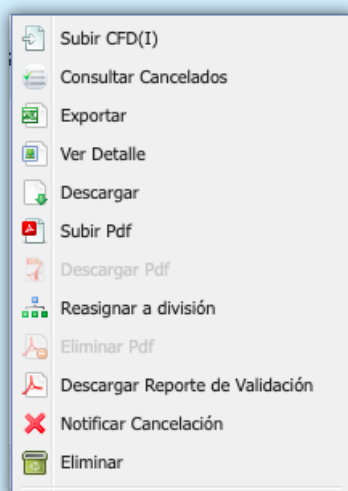 Subir CFD(I)
Consultar Cancelados
Exportar
Ver Detalle
Descargar
Subir Pdf
Descargar Pdf
Reasignar a división
Eliminar Pdf
Descargar Reporte de Validación
Notificar Cancelación
Eliminar